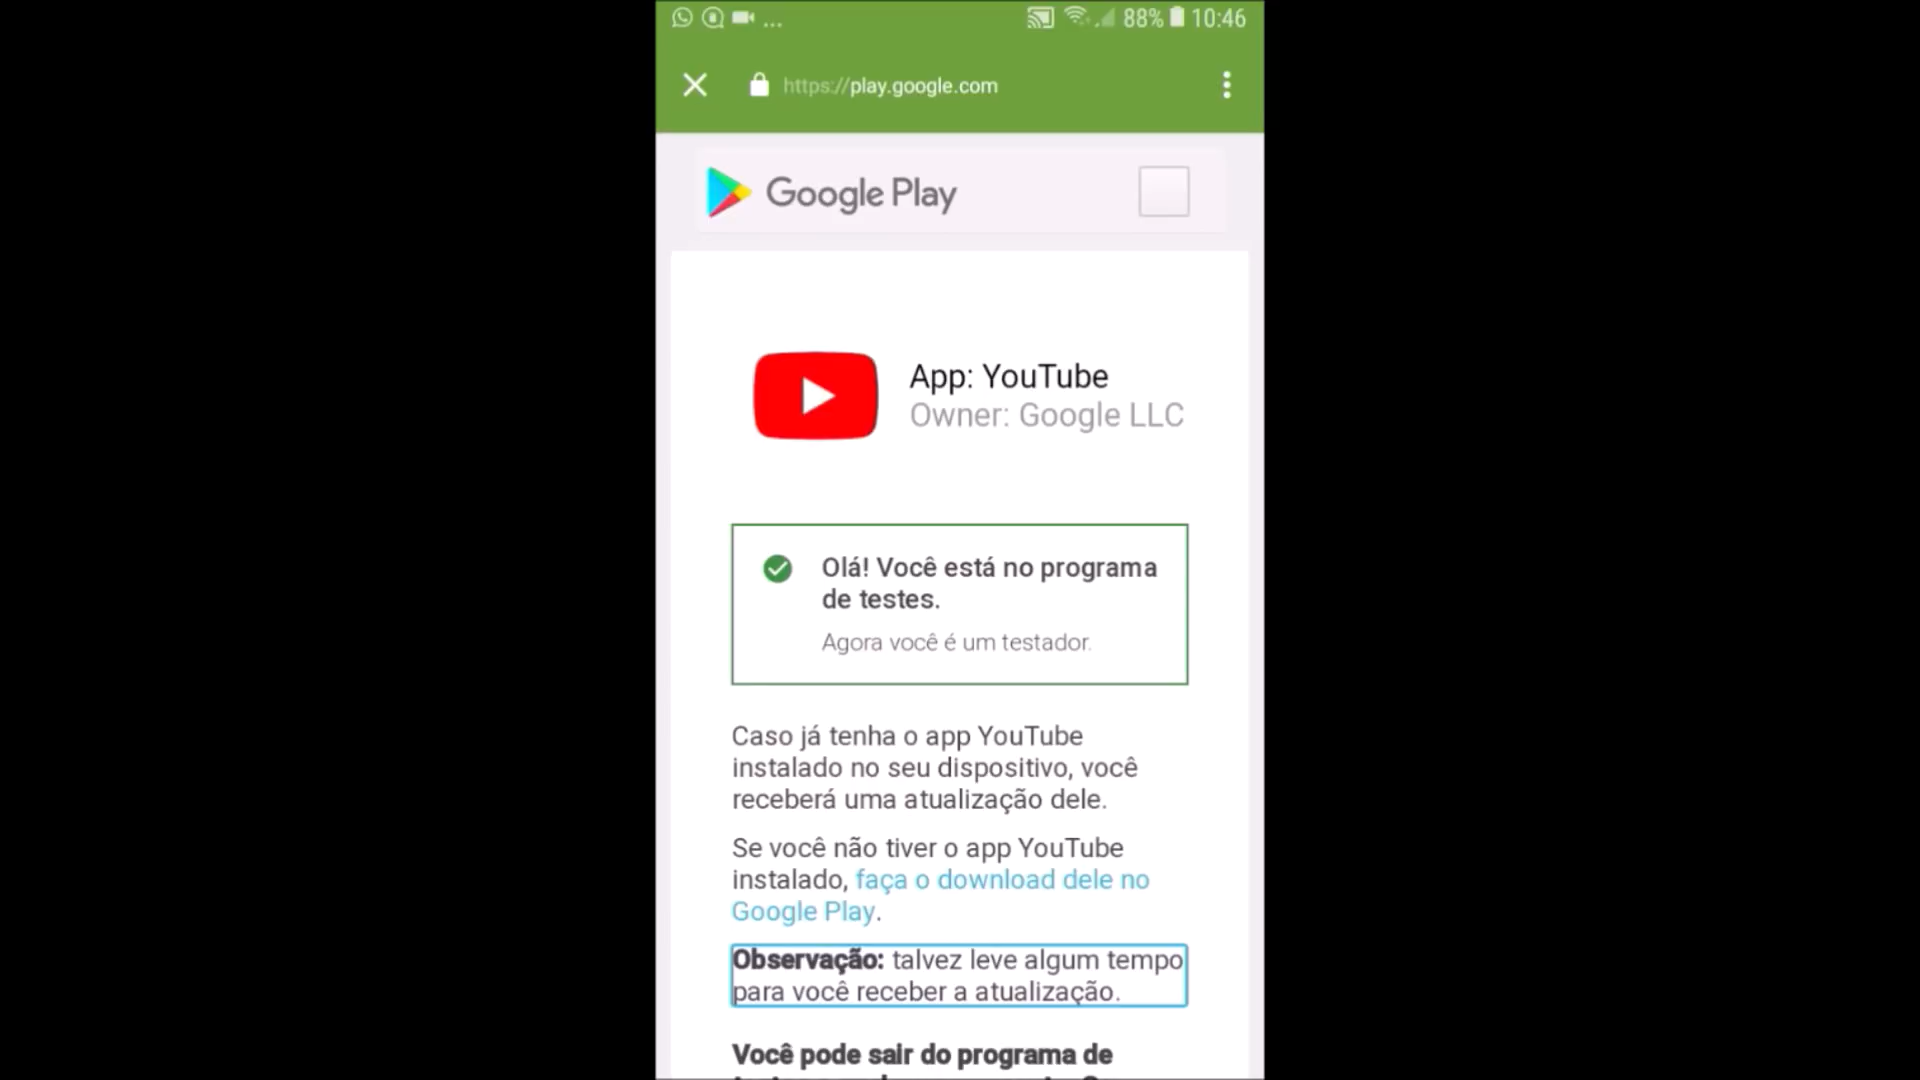 ... 88% 10:46
https://play.google.com
Google Play
App: YouTube
Owner: Google LLC
Olá! Você está no programa
de testes.
Agora você é um testador.
Caso já tenha o app YouTube
instalado no seu dispositivo, você
receberá uma atualização dele.
Se você não tiver o app YouTube
instalado, faça o download dele no
Google Play.
Observação: talvez leve algum tempo
para você receber a atualização.
Você pode sair do programa de